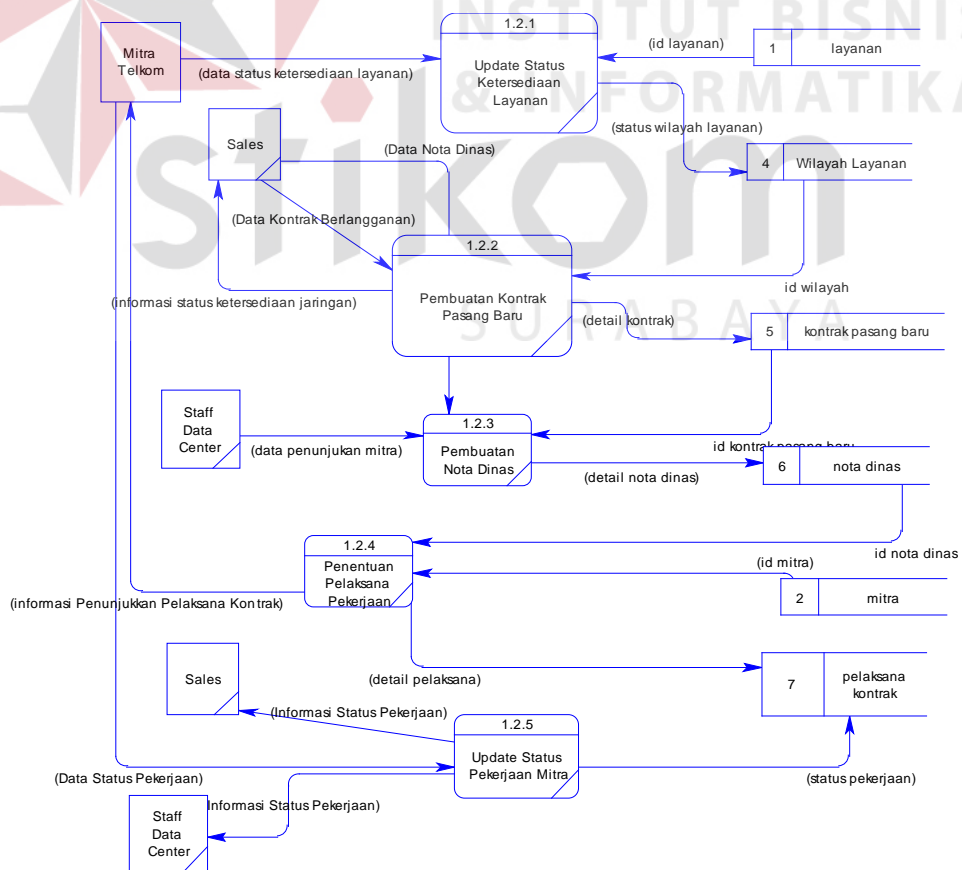 INSTITUT BISNIS
& INFORMATIKA
stikom
SURABAYA
Mitra
Telkom
(data status ketersediaan layanan)
1.2.1
Update Status
Ketersediaan
Layanan
(id layanan)
1
layanan
(status wilayah layanan)
Sales
(Data Nota Dinas)
4
Wilayah Layanan
(Data Kontrak Berlangganan)
1.2.2
Pembuatan Kontrak
Pasang Baru
id wilayah
(informasi status ketersediaan jaringan)
(detail kontrak)
5
kontrak pasang baru
Staff
Data
Center
(data penunjukan mitra)
1.2.3
Pembuatan
Nota Dinas
id kontrak pasang baru
(detail nota dinas)
6
nota dinas
id nota dinas
1.2.4
Penentuan
Pelaksana
Pekerjaan
(id mitra)
2
mitra
(informasi Penunjukkan Pelaksana Kontrak)
Sales
(detail pelaksana)
7
pelaksana
kontrak
(Informasi Status Pekerjaan)
1.2.5
Update Status
Pekerjaan Mitra
(Data Status Pekerjaan)
(status pekerjaan)
Staff
Data
Center
Informasi Status Pekerjaan)